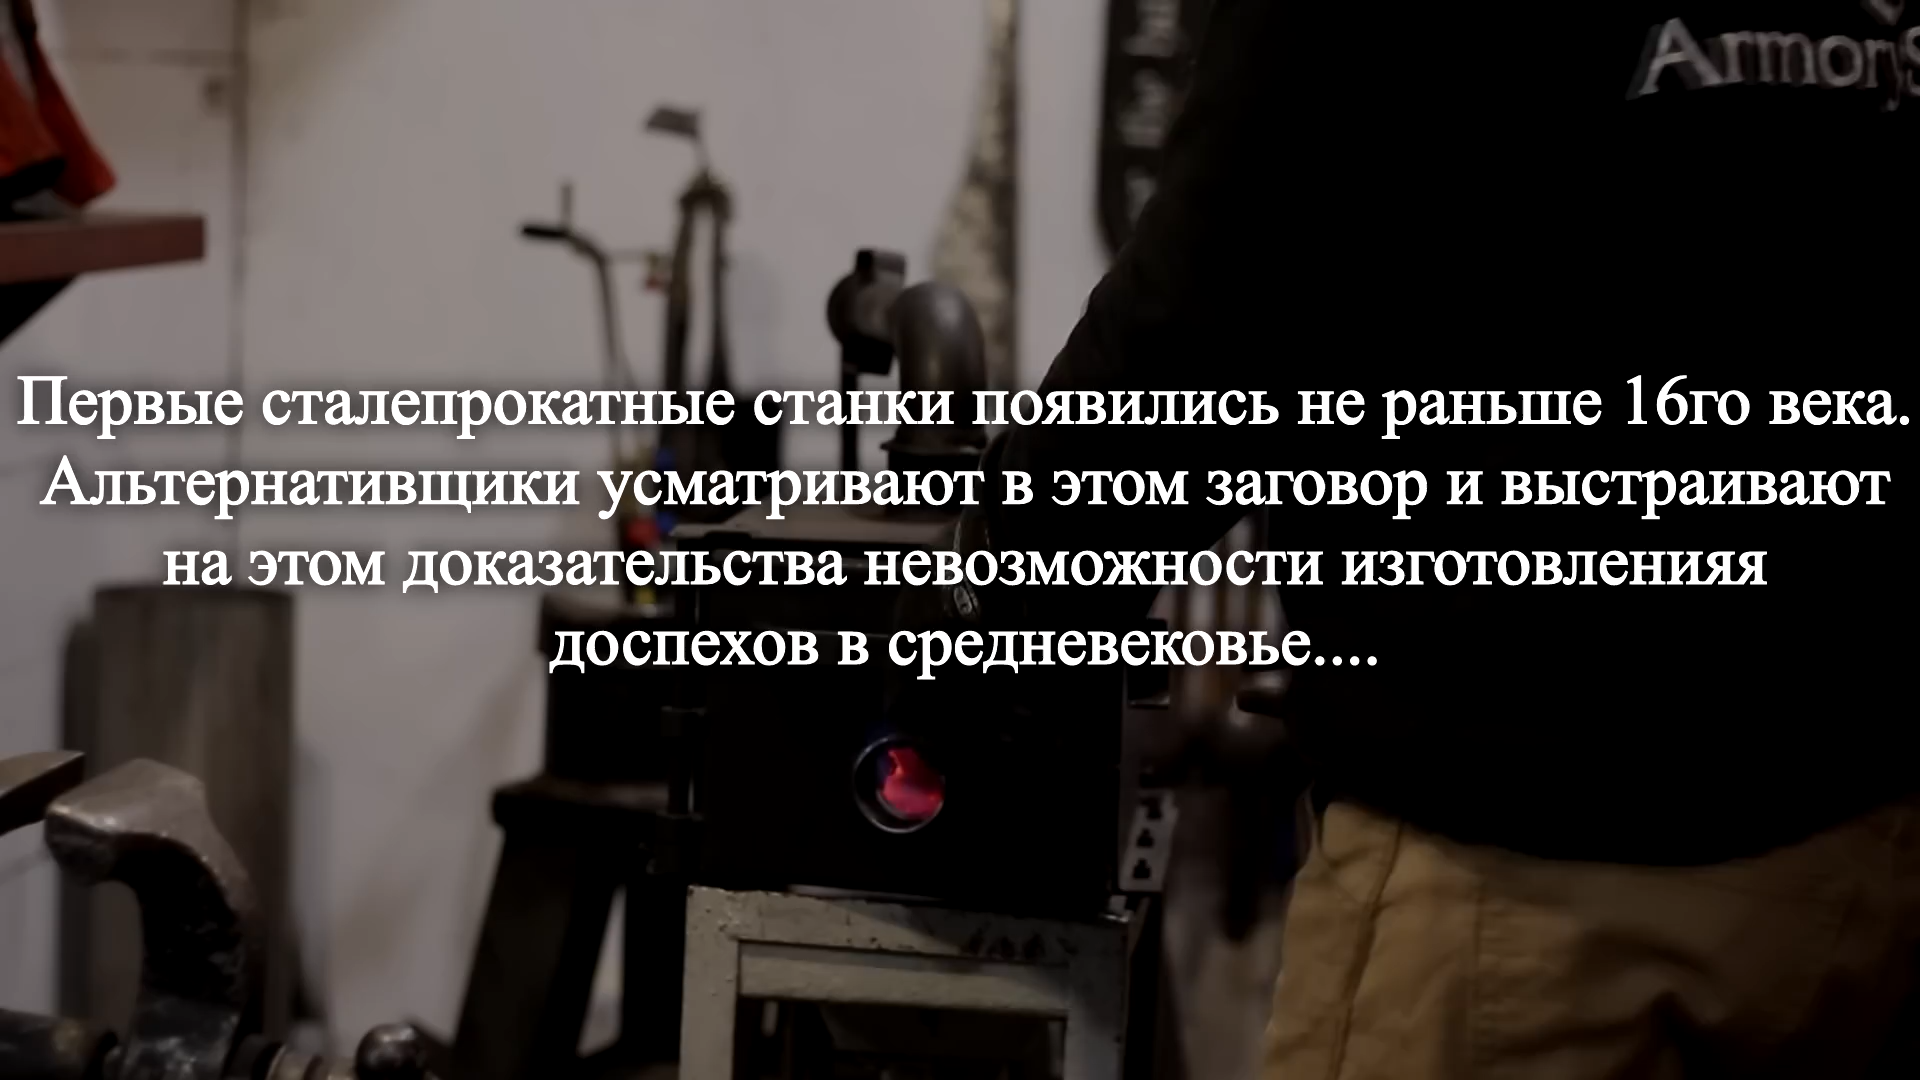 ArmoryS
Первые сталепрокатные станки появились не раньше 16го века.
Альтернативщики усматривают в этом заговор и выстраивают
на этом доказательства невозможности изготовленияя
доспехов в средневековье....